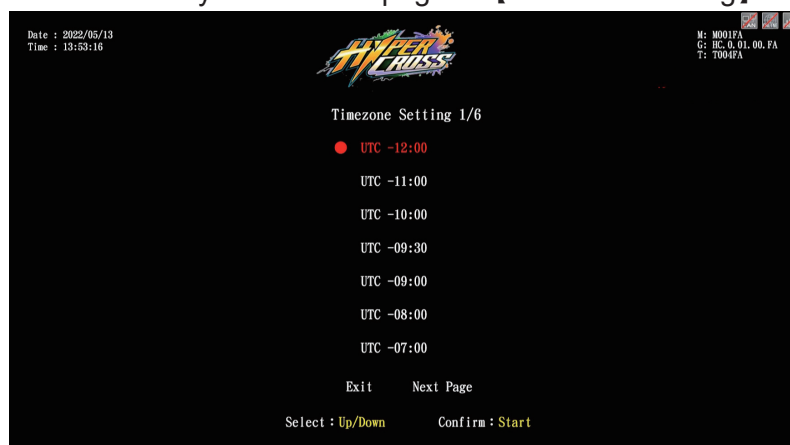 Date : 2022/05/13
Time : 13:53:16
M: M001FA
G: HC.0.01.00.FA
T: T004FA
HYPER
CROSS
Timezone Setting 1/6
UTC -12:00
UTC -11:00
UTC -10:00
UTC -09:30
UTC -09:00
UTC -08:00
UTC -07:00
Exit Next Page
Select：Up/Down Confirm：Start